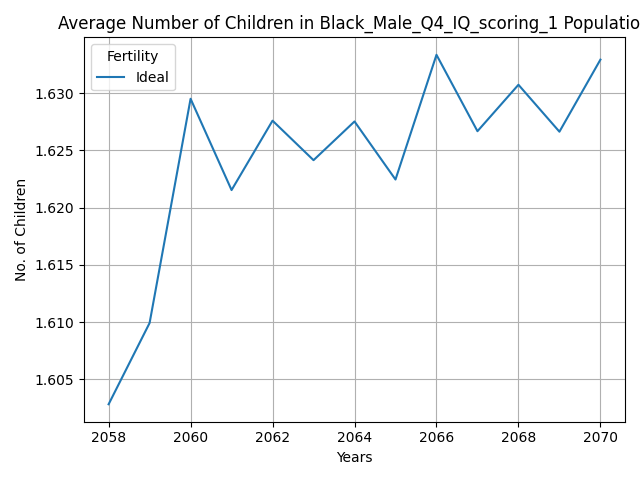 Average Number of Children in Black_Male_Q4_IQ_scoring_1 Populatio
Fertility
Ideal
No. of Children
1.630
1.625
1.620
1.615
1.610
1.605
2058 2060 2062 2064 2066 2068 2070
Years